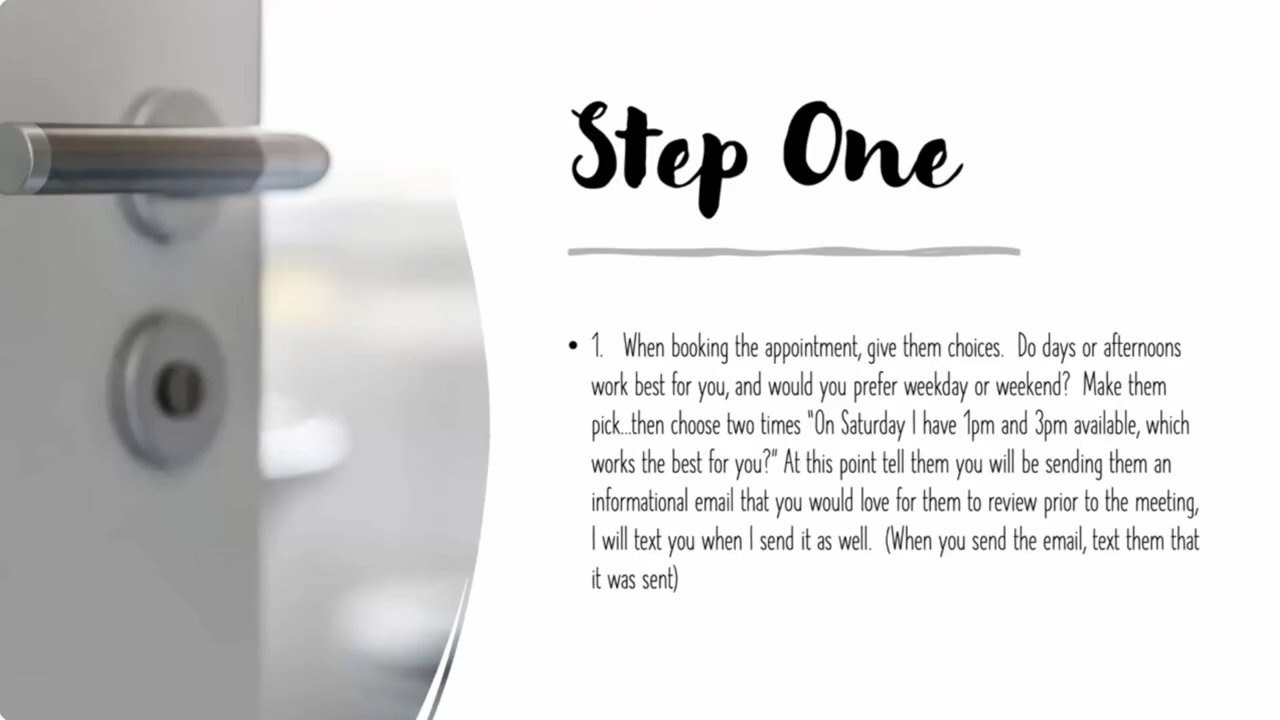 Step One
• 1. When booking the appointment, give them choices. Do days or afternoons
work best for you, and would you prefer weekday or weekend? Make them
pick...then choose two times "On Saturday I have 1pm and 3pm available, which
works the best for you?" At this point tell them you will be sending them an
informational email that you would love for them to review prior to the meeting,
I will text you when I send it as well. (When you send the email, text them that
it was sent)